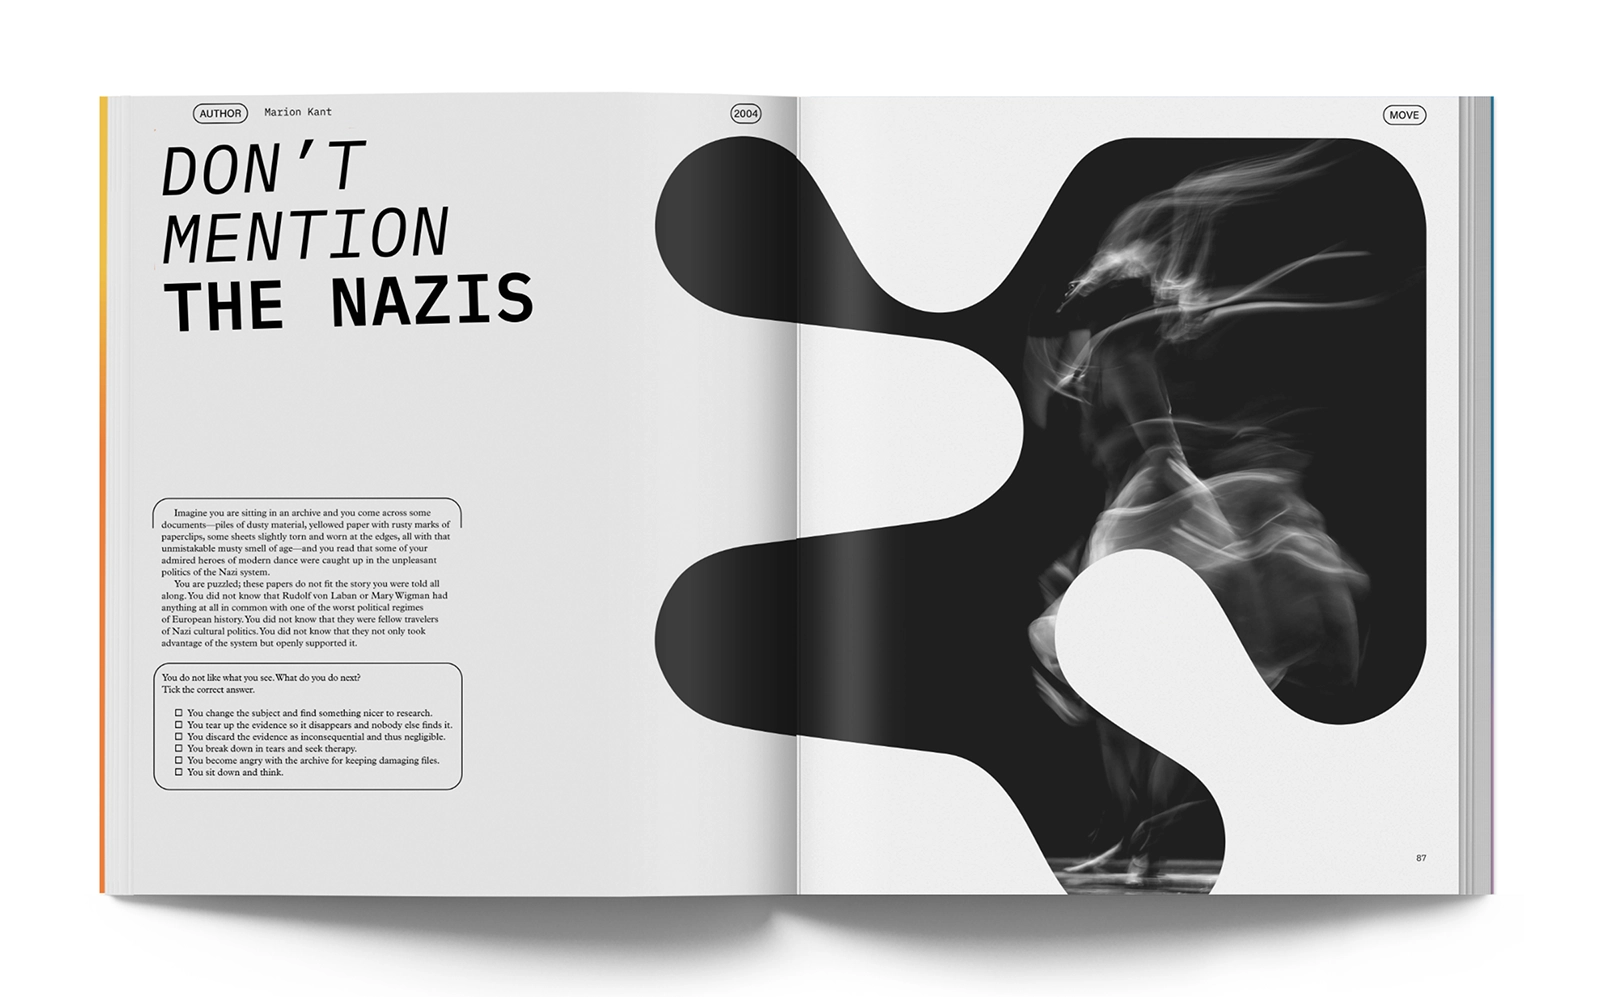 AUTHOR Marion Kant
2004
MOVE
DON'T
MENTION
THE NAZIS
Imagine you are sitting in an archive and you come across some
documents—piles of dusty material, yellowed paper with rusty marks of
paperclips, some sheets slightly torn and worn at the edges, all with that
unmistakable musty smell of age—and you read that some of your
admired heroes of modern dance were caught up in the unpleasant
politics of the Nazi system.
You are puzzled; these papers do not fit the story you were told all
along. You did not know that Rudolf von Laban or Mary Wigman had
anything at all in common with one of the worst political regimes
of European history. You did not know that they were fellow travelers
of Nazi cultural politics. You did not know that they not only took
advantage of the system but openly supported it.
You do not like what you see. What do you do next?
Tick the correct answer.
☐ You change the subject and find something nicer to research.
☐ You tear up the evidence so it disappears and nobody else finds it.
☐ You discard the evidence as inconsequential and thus negligible.
☐ You break down in tears and seek therapy.
☐ You become angry with the archive for keeping damaging files.
☐ You sit down and think.
87